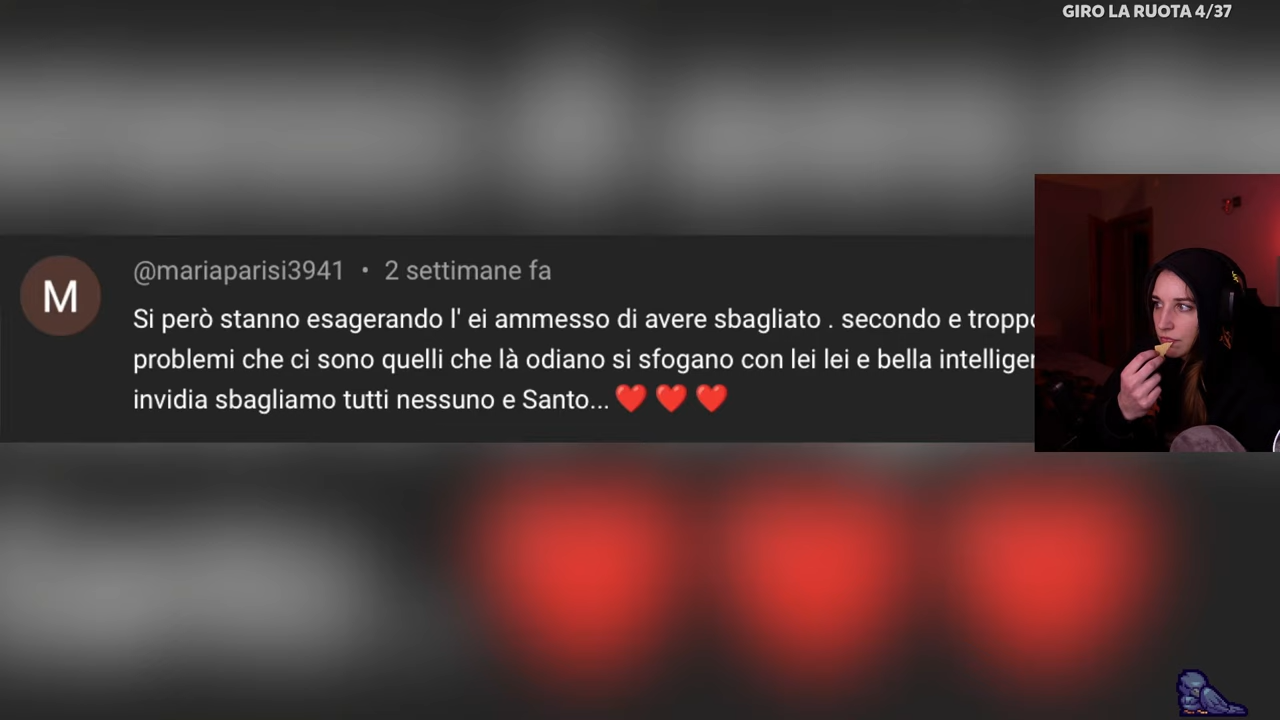 GIRO LA RUOTA 4/37
M
@mariaparisi3941 • 2 settimane fa
Si però stanno esagerando l' ei ammesso di avere sbagliato . secondo e
problemi che ci sono quelli che là odiano si sfogano con lei lei e bella
invidia sbagliamo tutti nessuno e Santo... ❤️ ❤️ ❤️